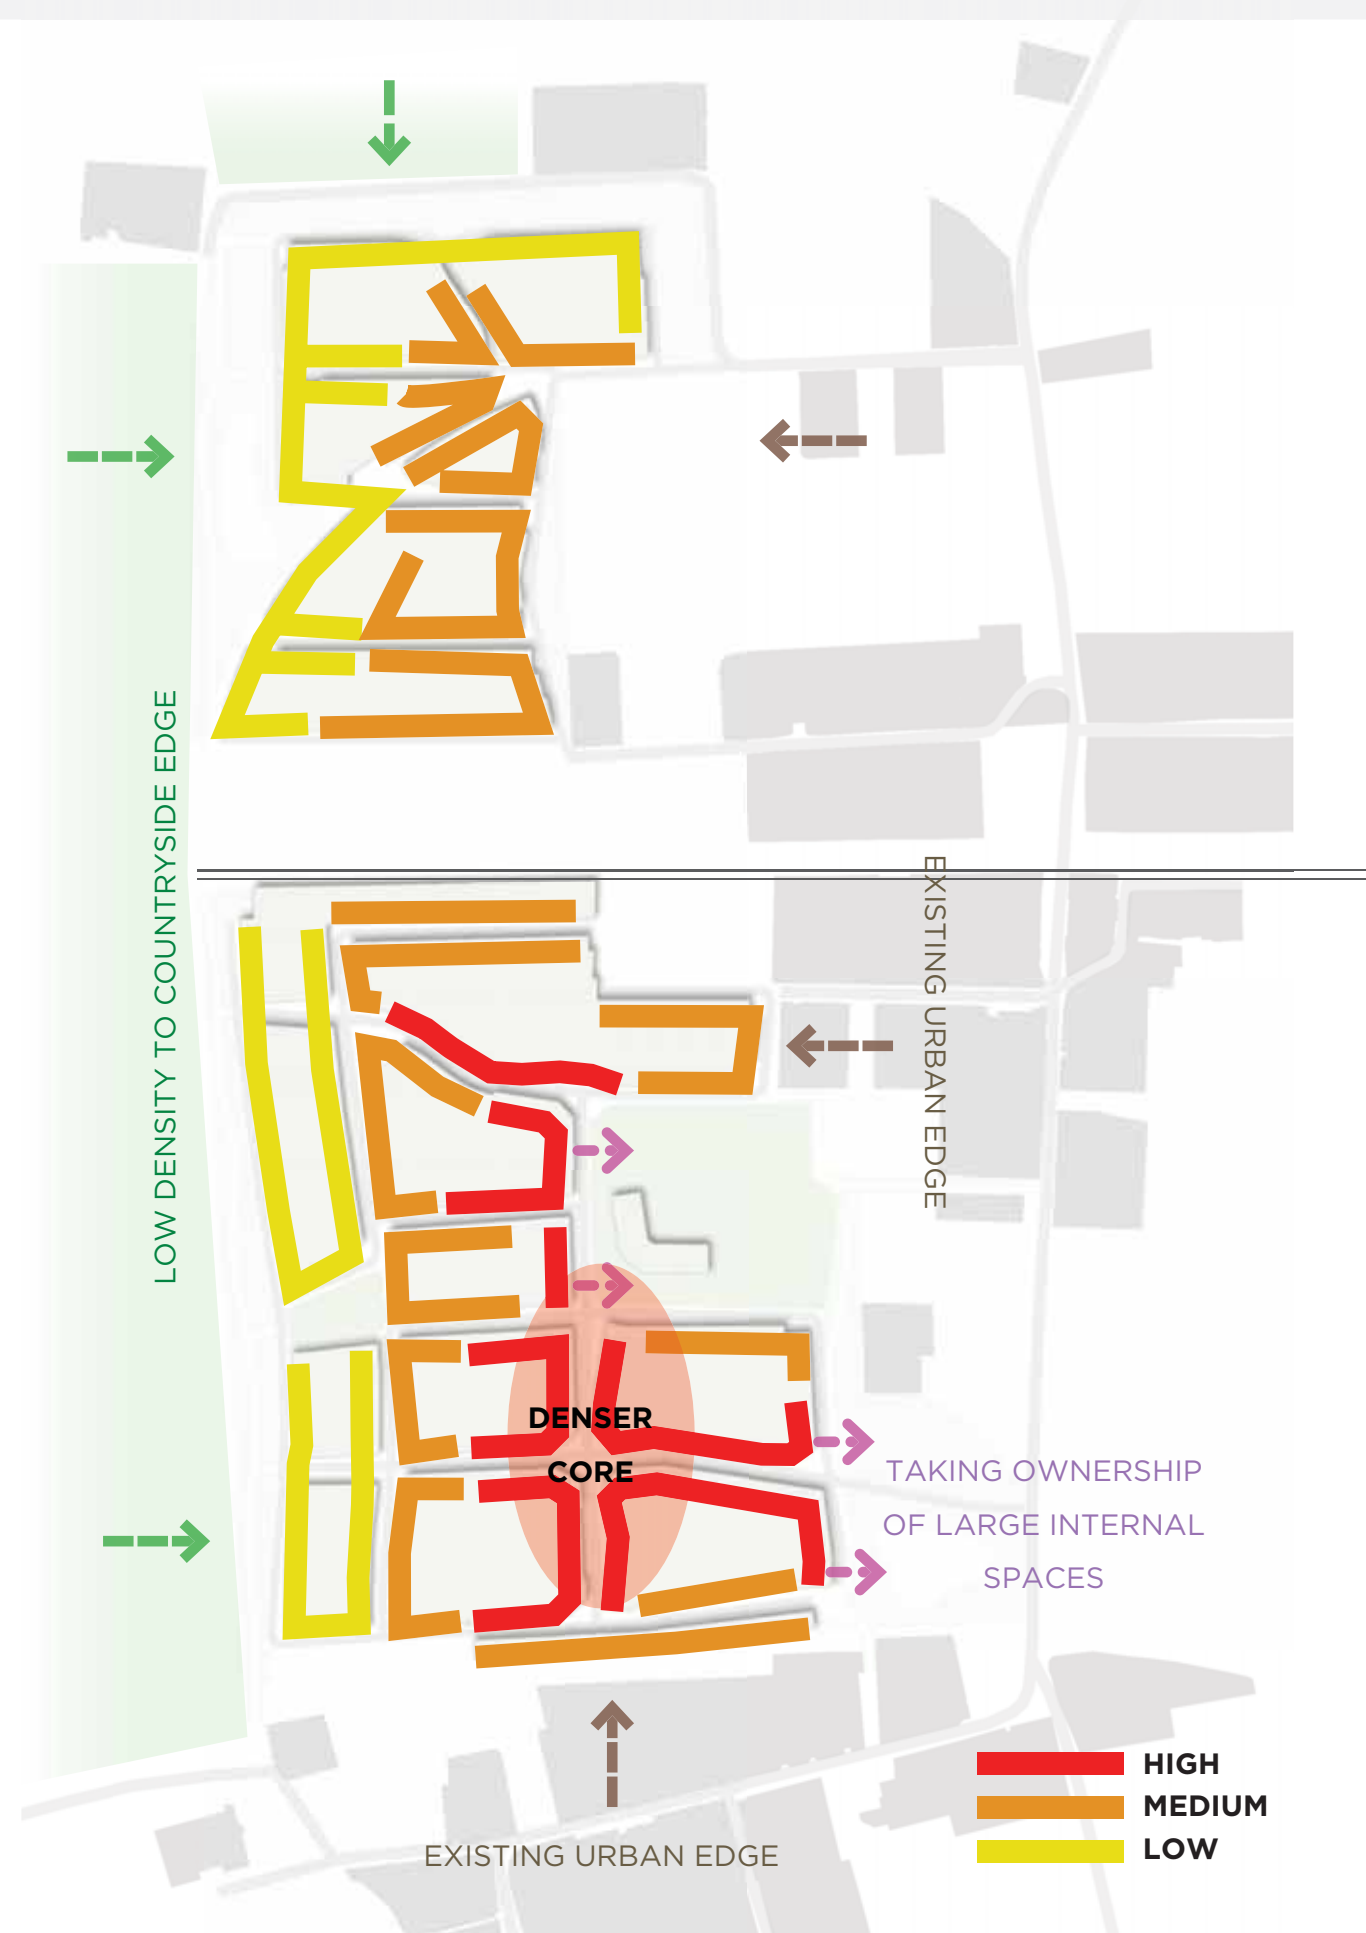 LOW DENSITY TO COUNTRYSIDE EDGE
EXISTING URBAN EDGE
DENSER
CORE
TAKING OWNERSHIP
OF LARGE INTERNAL
SPACES
HIGH
MEDIUM
LOW
EXISTING URBAN EDGE